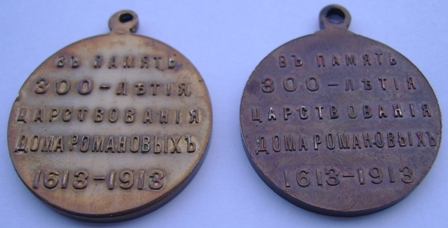 ВЪ ПАМЯТЬ
300-ЛѢТІЯ
ЦАРСТВОВАНІЯ
ДОМА РОМАНОВЫХЪ
1613-1913
ВЪ ПАМЯТЬ
300-ЛѢТІЯ
ЦАРСТВОВАНІЯ
ДОМА РОМАНОВЫХЪ
1613-1913